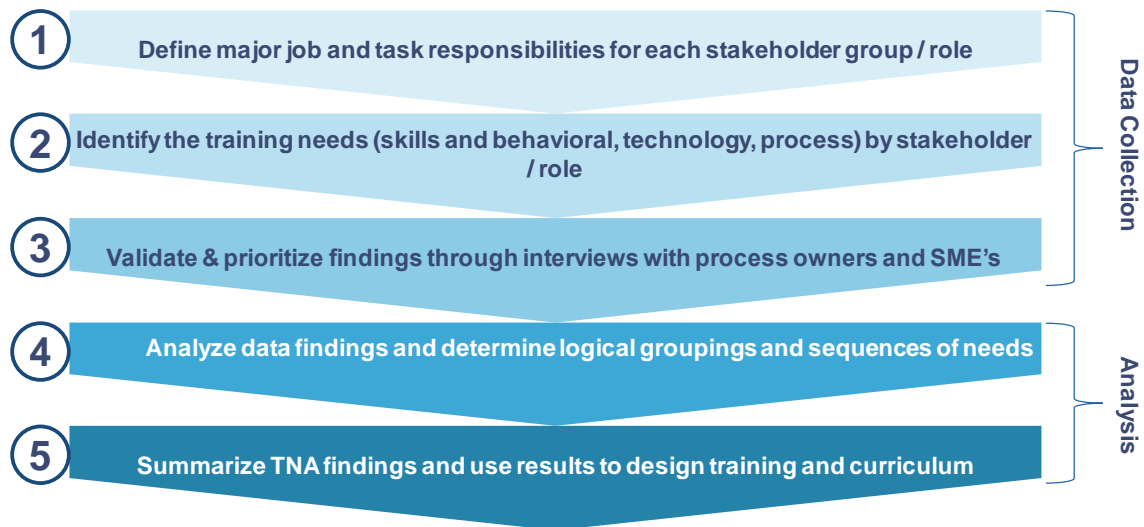 1
Define major job and task responsibilities for each stakeholder group / role
2
Identify the training needs (skills and behavioral, technology, process) by stakeholder
/ role
3
Validate & prioritize findings through interviews with process owners and SME's
Data Collection
4
Analyze data findings and determine logical groupings and sequences of needs
5
Summarize TNA findings and use results to design training and curriculum
Analysis